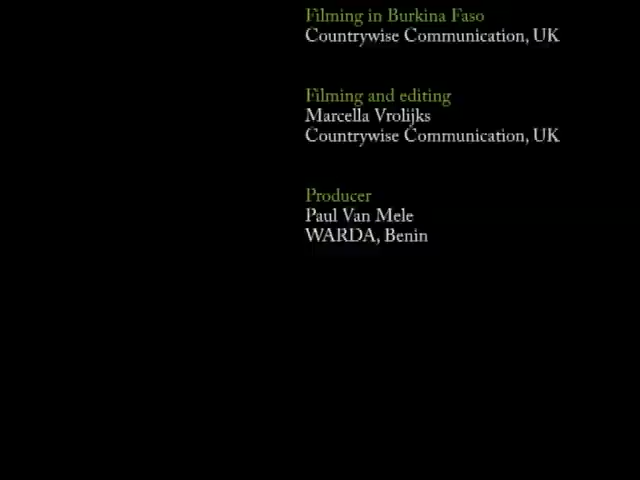 Filming in Burkina Faso
Countrywise Communication, UK
Filming and editing
Marcella Vrolijks
Countrywise Communication, UK
Producer
Paul Van Mele
WARDA, Benin